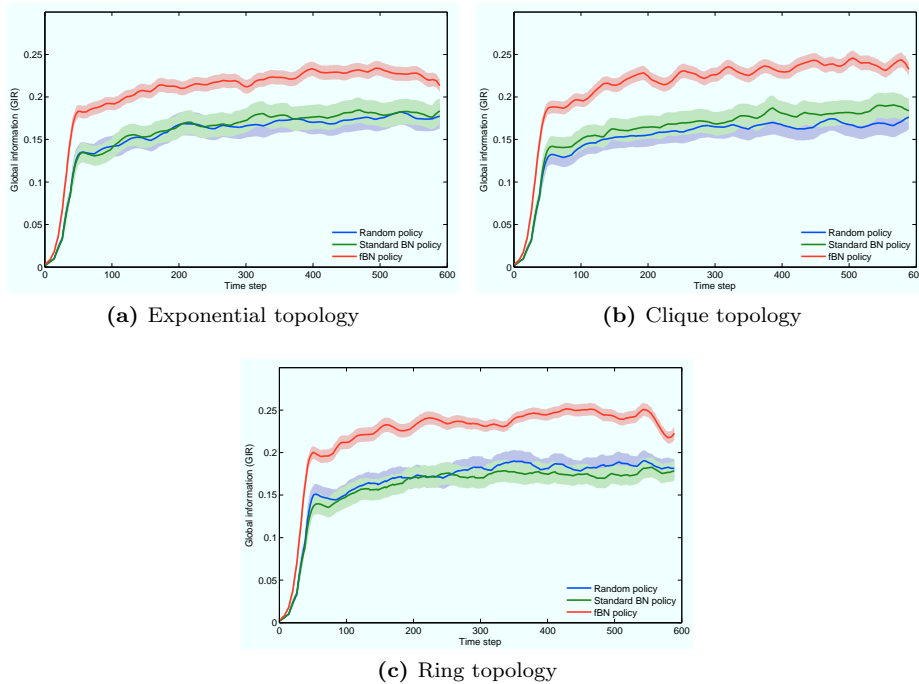 Global information (GIR)
0.25
0.2
0.15
0.1
0.05
0
0 100 200 300 400 500 600
Time step
Random policy
Standard BN policy
fBN policy
(a) Exponential topology
Global information (GIR)
0.25
0.2
0.15
0.1
0.05
0
0 100 200 300 400 500 60
Time step
Random policy
Standard BN policy
fBN policy
(b) Clique topology
Global information (GIR)
0.25
0.2
0.15
0.1
0.05
0
0 100 200 300 400 500 600
Time step
Random policy
Standard BN policy
fBN policy
(c) Ring topology